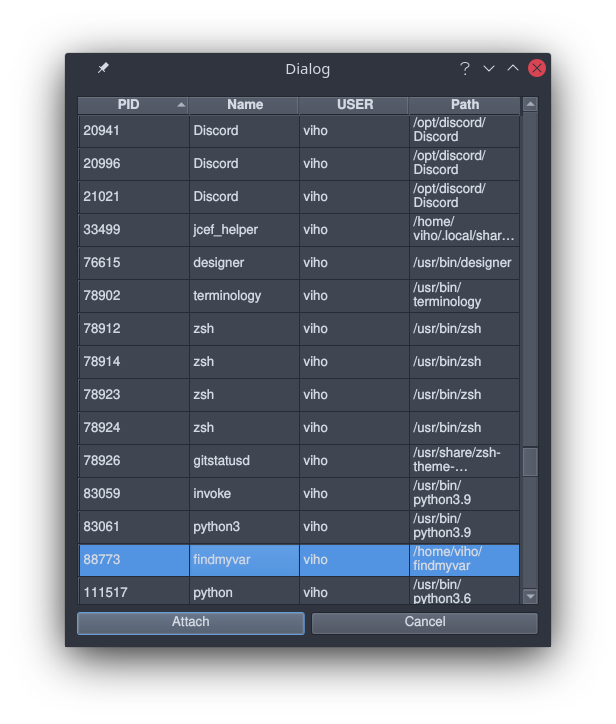 Dialog
?
PID Name USER Path
20941 Discord viho /opt/discord/
Discord
20996 Discord viho /opt/discord/
Discord
21021 Discord viho /opt/discord/
Discord
33499 jcef_helper viho /home/
viho/.local/shar...
76615 designer viho /usr/bin/designer
78902 terminology viho /usr/bin/
terminology
78912 zsh viho /usr/bin/zsh
78914 zsh viho /usr/bin/zsh
78923 zsh viho /usr/bin/zsh
78924 zsh viho /usr/bin/zsh
78926 gitstatusd viho /usr/share/zsh-
theme-...
83059 invoke viho /usr/bin/
python3.9
83061 python3 viho /usr/bin/
python3.9
88773 findmyvar viho /home/viho/
findmyvar
111517 python viho /usr/bin/
python3.6
Attach Cancel